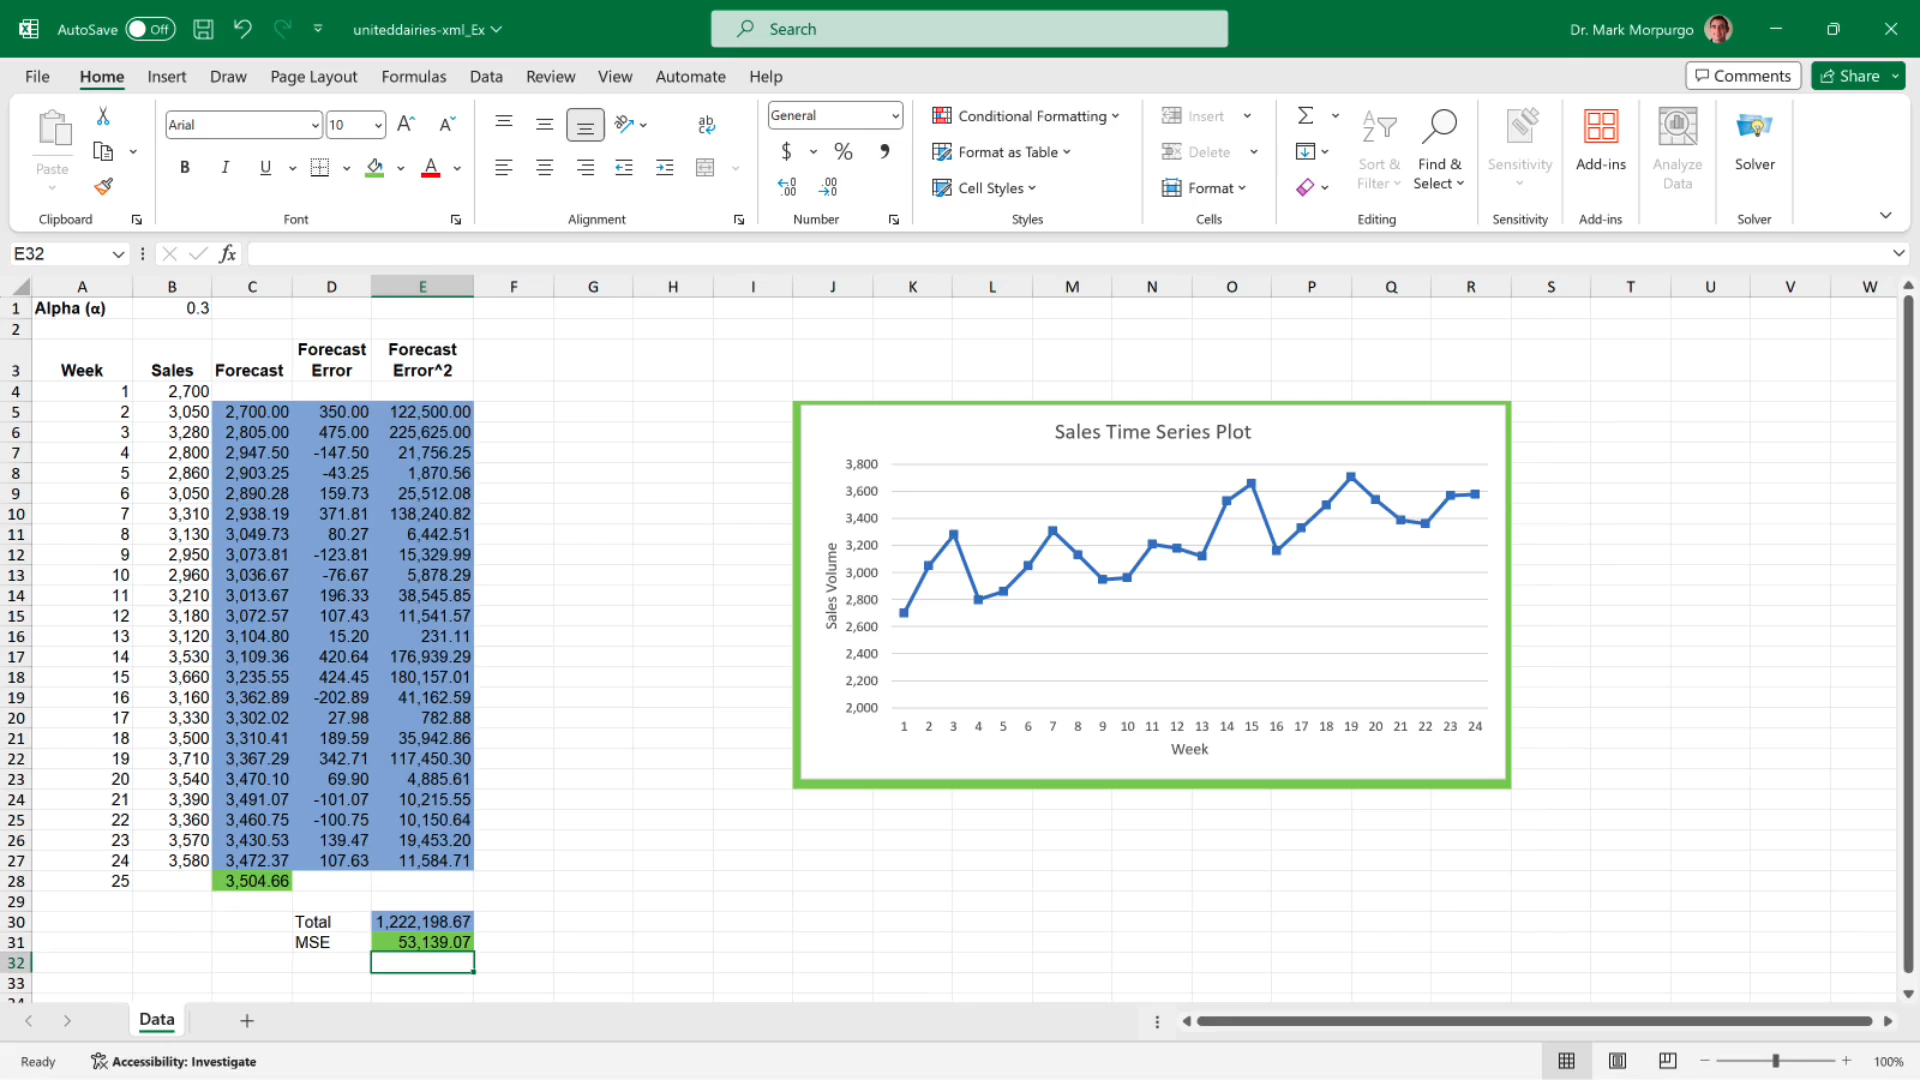 AutoSave Off uniteddairies-xml_Ex Search Dr. Mark Morpurgo
File Home Insert Draw Page Layout Formulas Data Review View Automate Help Comments Share
Paste
Clipboard
Arial 10
B I U A
Font
ab
Alignment
General
$ % 9
.00 .00
Number
Conditional Formatting
Format as Table
Cell Styles
Styles
Insert
Delete
Format
Cells
Σ
Sort & Filter
Find & Select
Editing
Sensitivity
Sensitivity
Add-ins
Add-ins
Analyze Data
Solver
Solver
E32 fx
A B C D E F G H I J K L M N O P Q R S T U V W
1 Alpha (α) 0.3
2
3 Week Sales Forecast Forecast Error Forecast Error^2
4 1 2,700
5 2 3,050 2,700.00 350.00 122,500.00
6 3 3,280 2,805.00 475.00 225,625.00
7 4 2,800 2,947.50 -147.50 21,756.25
8 5 2,860 2,903.25 -43.25 1,870.56
9 6 3,050 2,890.28 159.73 25,512.08
10 7 3,310 2,938.19 371.81 138,240.82
11 8 3,130 3,049.73 80.27 6,442.51
12 9 2,950 3,073.81 -123.81 15,329.99
13 10 2,960 3,036.67 -76.67 5,878.29
14 11 3,210 3,013.67 196.33 38,545.85
15 12 3,180 3,072.57 107.43 11,541.57
16 13 3,120 3,104.80 15.20 231.11
17 14 3,530 3,109.36 420.64 176,939.29
18 15 3,660 3,235.55 424.45 180,157.01
19 16 3,160 3,362.89 -202.89 41,162.59
20 17 3,330 3,302.02 27.98 782.88
21 18 3,500 3,310.41 189.59 35,942.86
22 19 3,710 3,367.29 342.71 117,450.30
23 20 3,540 3,470.10 69.90 4,885.61
24 21 3,390 3,491.07 -101.07 10,215.55
25 22 3,360 3,460.75 -100.75 10,150.64
26 23 3,570 3,430.53 139.47 19,453.20
27 24 3,580 3,472.37 107.63 11,584.71
28 25 3,504.66
29
30 Total 1,222,198.67
31 MSE 53,139.07
32
33
Sales Time Series Plot
Sales Volume
3,800
3,600
3,400
3,200
3,000
2,800
2,600
2,400
2,200
2,000
1 2 3 4 5 6 7 8 9 10 11 12 13 14 15 16 17 18 19 20 21 22 23 24
Week
Data
Ready Accessibility: Investigate 100%